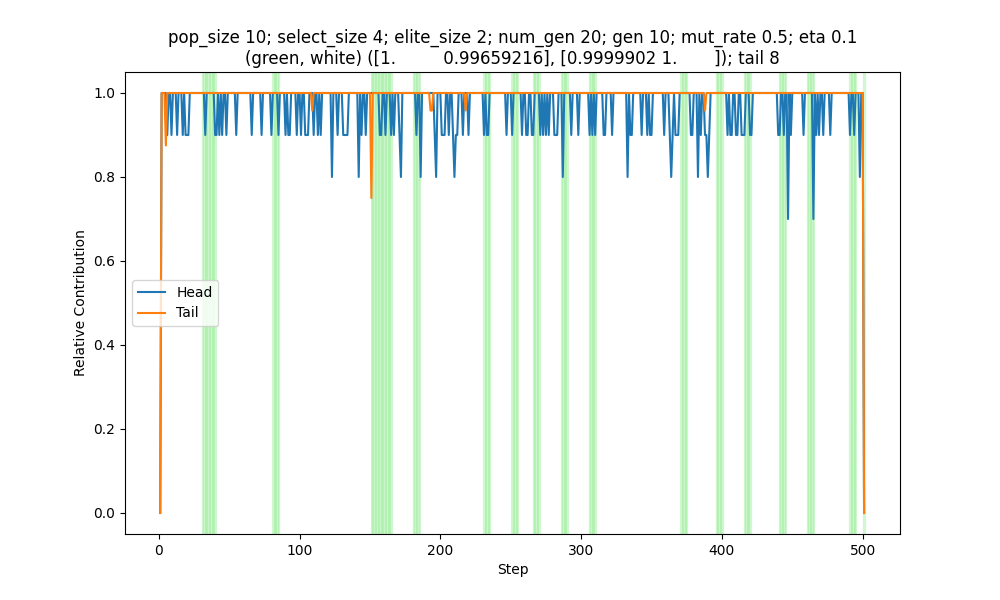 pop_size 10; select_size 4; elite_size 2; num_gen 20; gen 10; mut_rate 0.5; eta 0.1
(green, white) ([1.         0.99659216], [0.9999902 1.       ]); tail 8
1.0
0.8
0.6
0.4
0.2
0.0
Relative Contribution
Head
Tail
0
100
200
300
400
500
Step